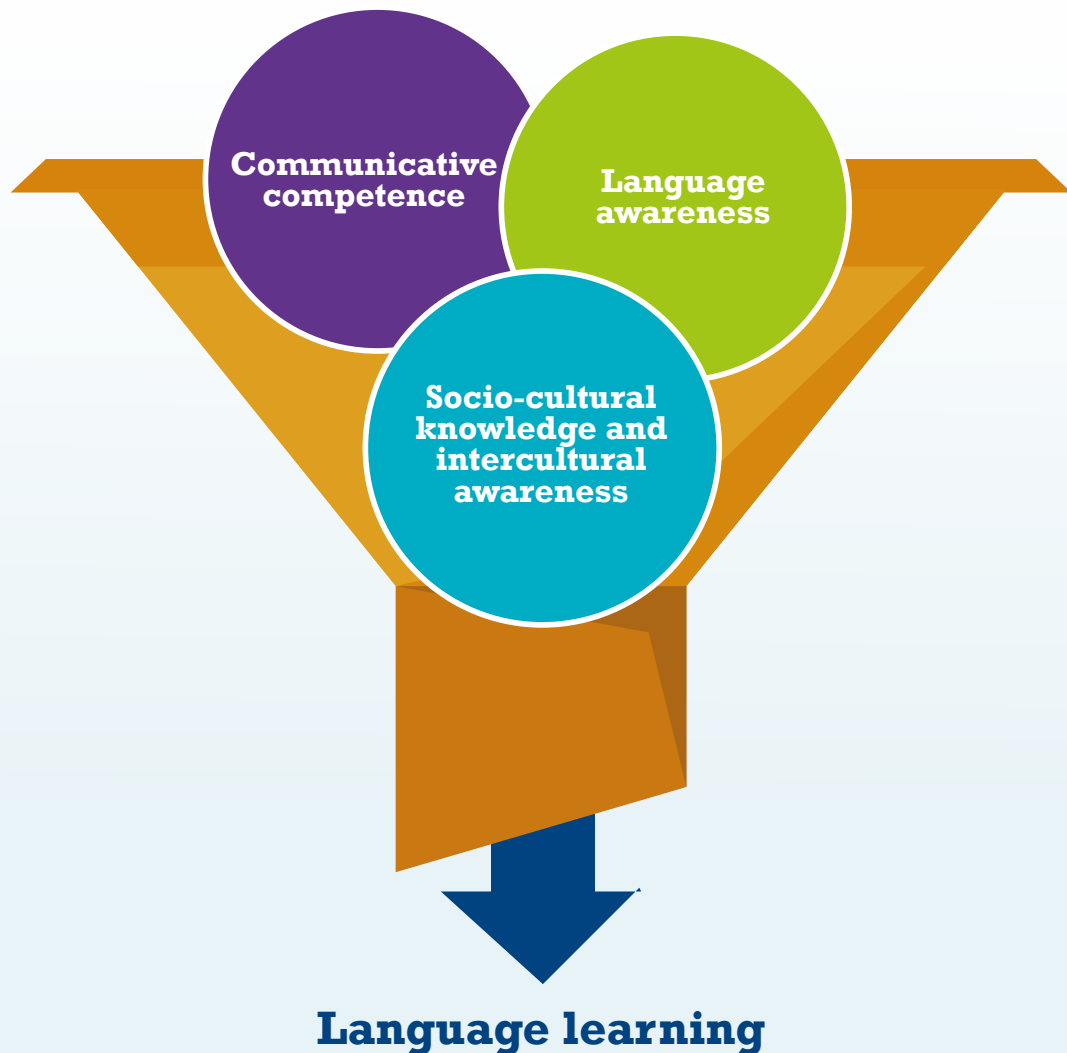 Communicative
competence
Language
awareness
Socio-cultural
knowledge and
intercultural
awareness
Language learning